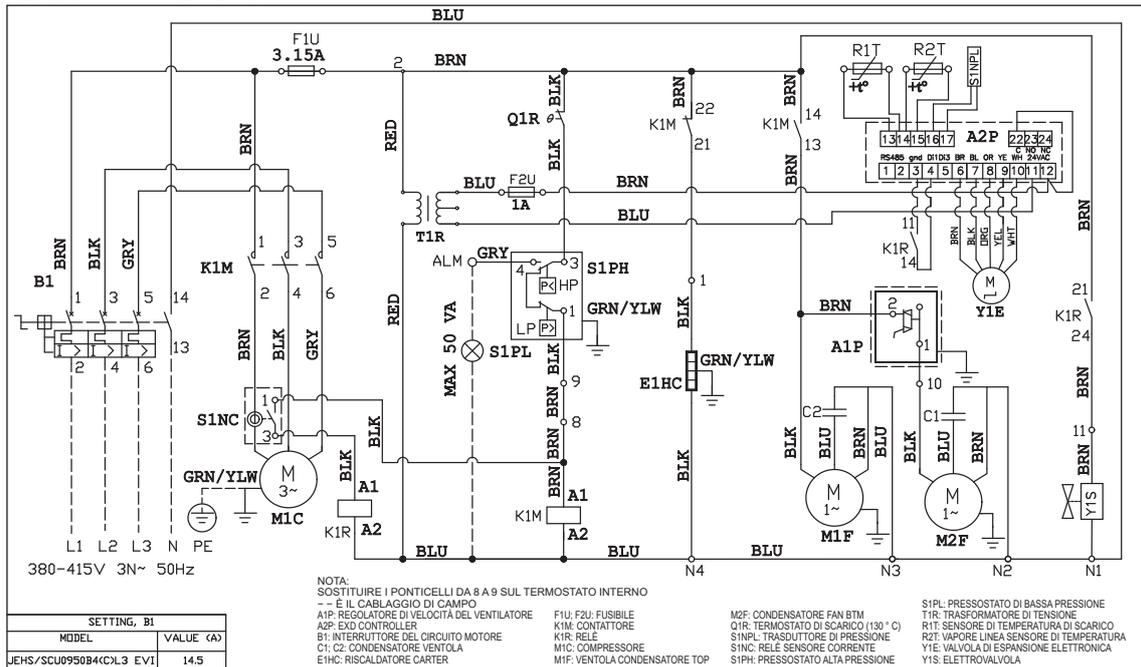 BLU
F1U
3.15A
2
BRN
R1T
R2T
S1NPL
+t°
+t°
BLK
Q1R
θ
BRN
22
K1M
21
BRN
14
K1M
13
A2P
13 14 15 16 17
22 23 24
C NO NC
RS485 gnd DI1DI3 BR BL OR YE WH 24VAC
1 2 3 4 5 6 7 8 9 10 11 12
BRN
RED
BLK
BRN
BLU
F2U
1A
BRN
BLU
T1R
BRN
11
K1R
14
BRN
BLK
ORG
YEL
WHT
M
Y1E
BRN
B1
BRN
BLK
GRY
1
3
5
14
13
2
4
6
K1M
1
3
5
2
4
6
ALM
GRY
4
3
S1PH
P<
HP
1
GRN/YLW
LP
P>
S1PL
MAX 50 VA
RED
BRN
BLK
GRY
BLK
9
BRN
8
BRN
1
BLK
E1HC
GRN/YLW
BLK
BRN
2
A1P
1
10
21
K1R
24
BRN
11
BRN
Y1S
S1NC
1
3
BLK
GRN/YLW
M
3~
M1C
BLK
A1
K1R
A2
BRN
A1
K1M
A2
C2
BLK
BLU
BRN
M
1~
M1F
C1
BLK
BLU
BRN
M
1~
M2F
L1 L2 L3 N PE
380-415V 3N~ 50Hz
BLU
BLU
BLU
N4
N3
N2
N1
NOTA:
SOSTITUIRE I PONTICELLI DA 8 A 9 SUL TERMOSTATO INTERNO
-- È IL CABLAGGIO DI CAMPO
A1P: REGOLATORE DI VELOCITÀ DEL VENTILATORE
A2P: EXD CONTROLLER
B1: INTERRUTTORE DEL CIRCUITO MOTORE
C1; C2: CONDENSATORE VENTOLA
E1HC: RISCALDATORE CARTER
F1U; F2U: FUSIBILE
K1M: CONTATTORE
K1R: RELÈ
M1C: COMPRESSORE
M1F: VENTOLA CONDENSATORE TOP
M2F: CONDENSATORE FAN BTM
Q1R: TERMOSTATO DI SCARICO (130 ° C)
S1NPL: TRASDUTTORE DI PRESSIONE
S1NC: RELÈ SENSORE CORRENTE
S1PH: PRESSOSTATO ALTA PRESSIONE
S1PL: PRESSOSTATO DI BASSA PRESSIONE
T1R: TRASFORMATORE DI TENSIONE
R1T: SENSORE DI TEMPERATURA DI SCARICO
R2T: VAPORE LINEA SENSORE DI TEMPERATURA
Y1E: VALVOLA DI ESPANSIONE ELETTRONICA
Y1S: ELETTROVALVOLA
SETTING, B1
MODEL VALUE (A)
JEHS/SCU0950B4(C)L3 EVI 14.5